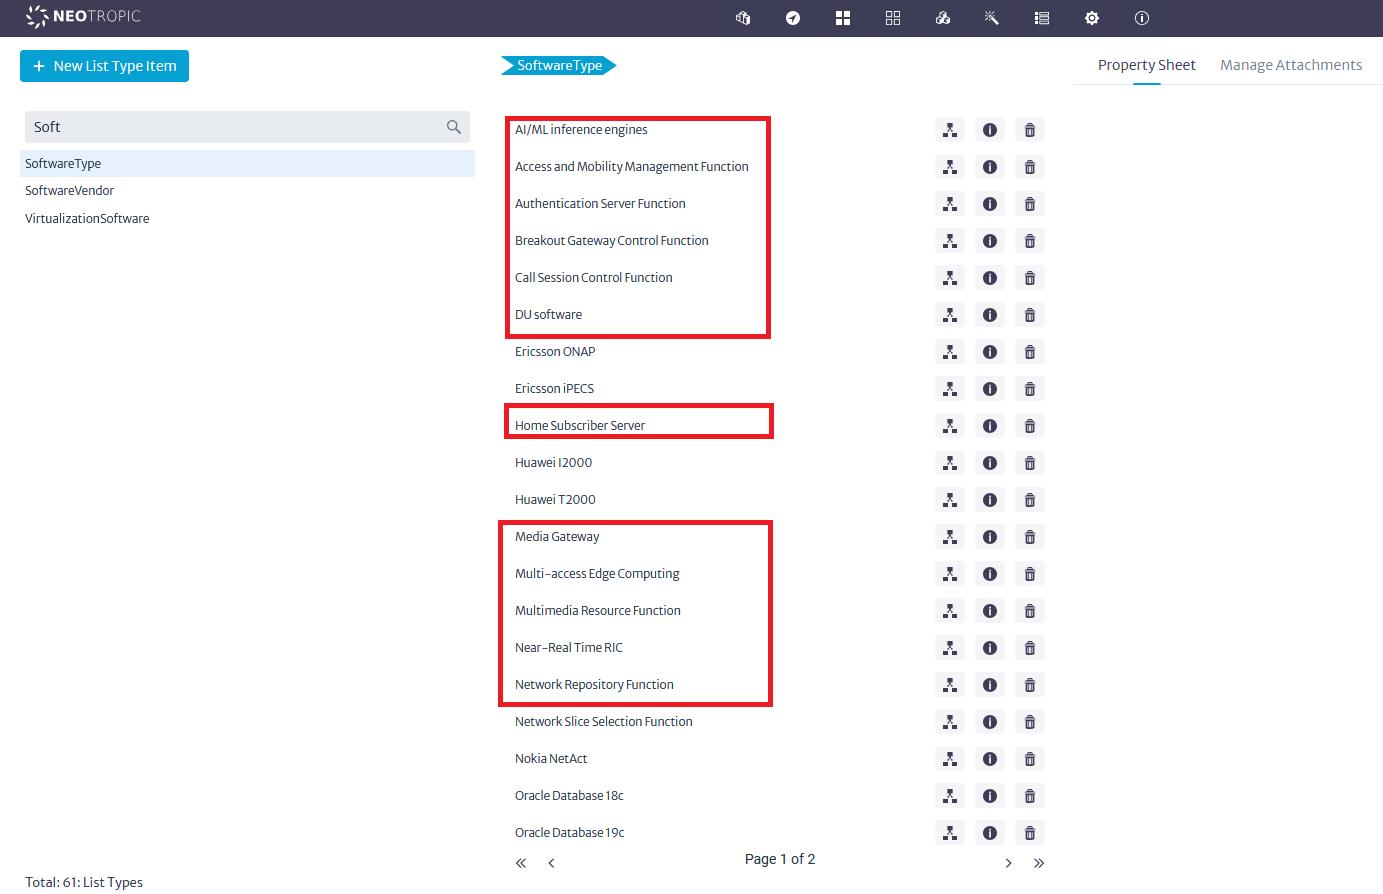 NEOTROPIC
+ New List Type Item
SoftwareType
Property Sheet
Manage Attachments
Soft
SoftwareType
SoftwareVendor
VirtualizationSoftware
AI/ML inference engines
Access and Mobility Management Function
Authentication Server Function
Breakout Gateway Control Function
Call Session Control Function
DU software
Ericsson ONAP
Ericsson iPECS
Home Subscriber Server
Huawei I2000
Huawei T2000
Media Gateway
Multi-access Edge Computing
Multimedia Resource Function
Near-Real Time RIC
Network Repository Function
Network Slice Selection Function
Nokia NetAct
Oracle Database 18c
Oracle Database 19c
Page 1 of 2
Total: 61: List Types